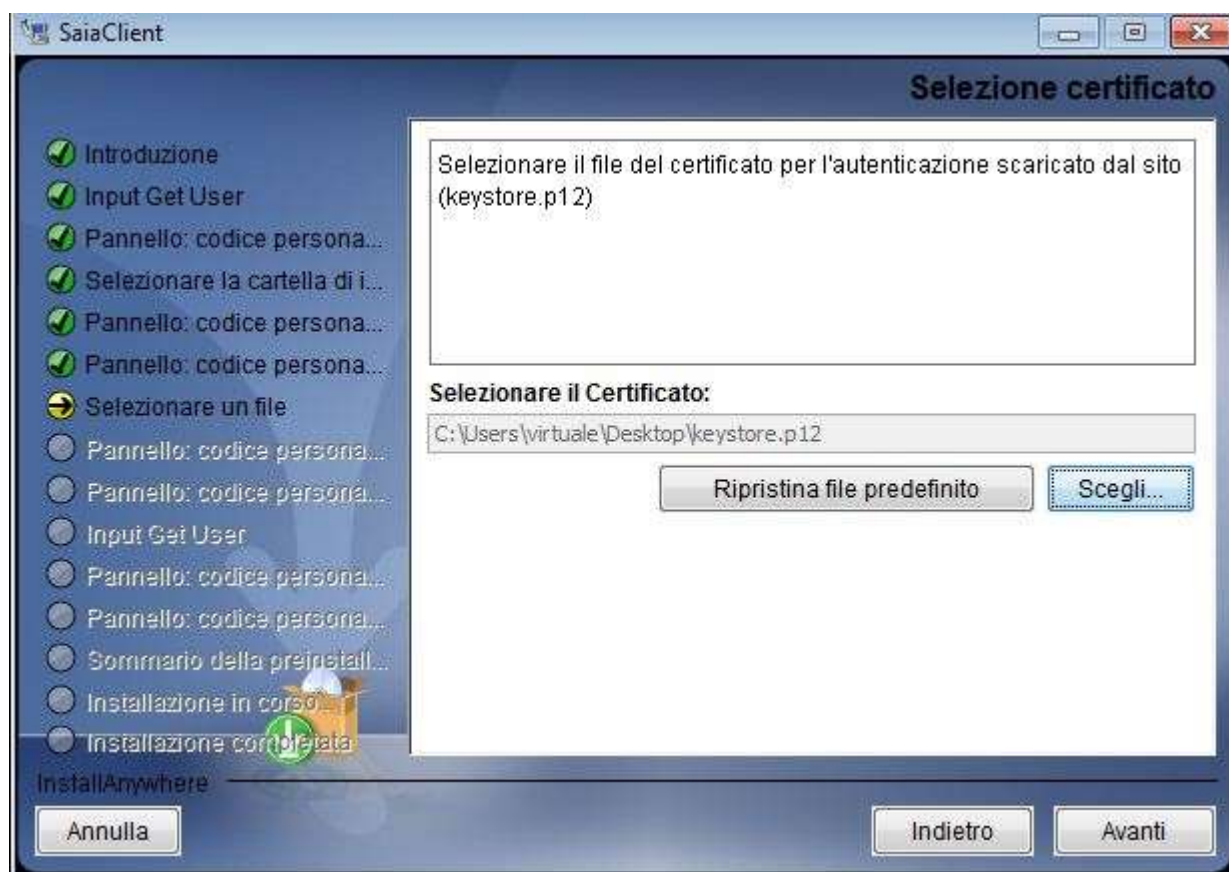 SaiaClient
Selezione certificato
Introduzione
Input Get User
Pannello: codice persona...
Selezionare la cartella di i...
Pannello: codice persona...
Pannello: codice persona...
Selezionare un file
Pannello: codice persona...
Pannello: codice persona...
Input Get User
Pannello: codice persona...
Pannello: codice persona...
Sommario della preinstall...
Installazione in corso...
Installazione completata
Selezionare il file del certificato per l'autenticazione scaricato dal sito
(keystore.p12)
Selezionare il Certificato:
C:\Users\virtuale\Desktop\keystore.p12
Ripristina file predefinito
Scegli...
InstallAnywhere
Annulla
Indietro
Avanti